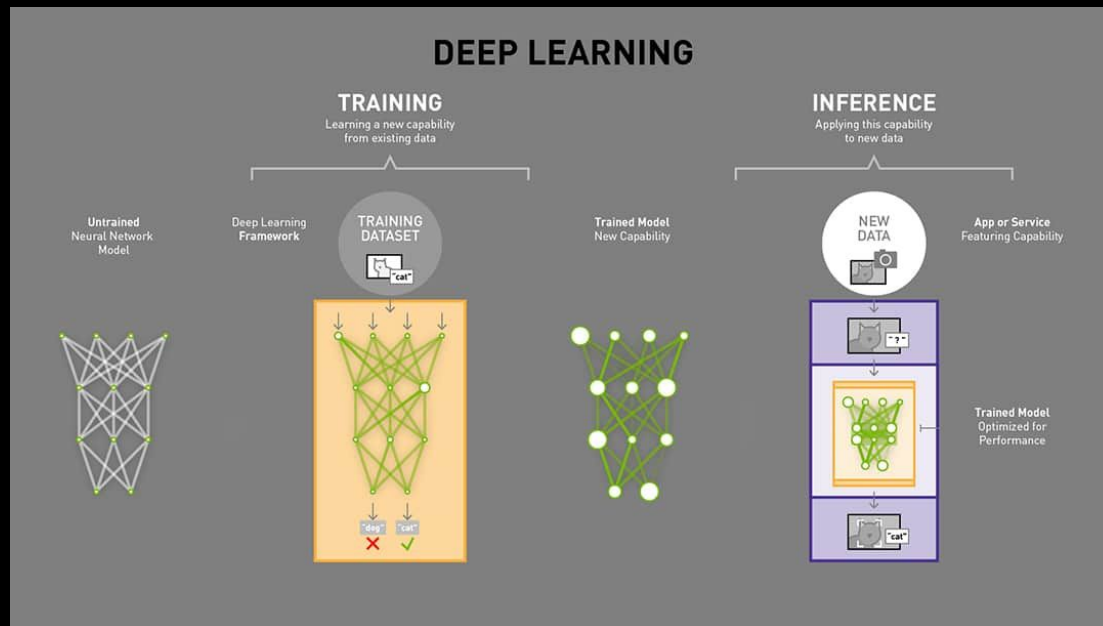 DEEP LEARNING
TRAINING
Learning a new capability
from existing data
INFERENCE
Applying this capability
to new data
Untrained
Neural Network
Model
Deep Learning
Framework
TRAINING
DATASET
"cat"
Trained Model
New Capability
NEW
DATA
App or Service
Featuring Capability
"?"
Trained Model
Optimized for
Performance
"dog"
"cat"
"cat"